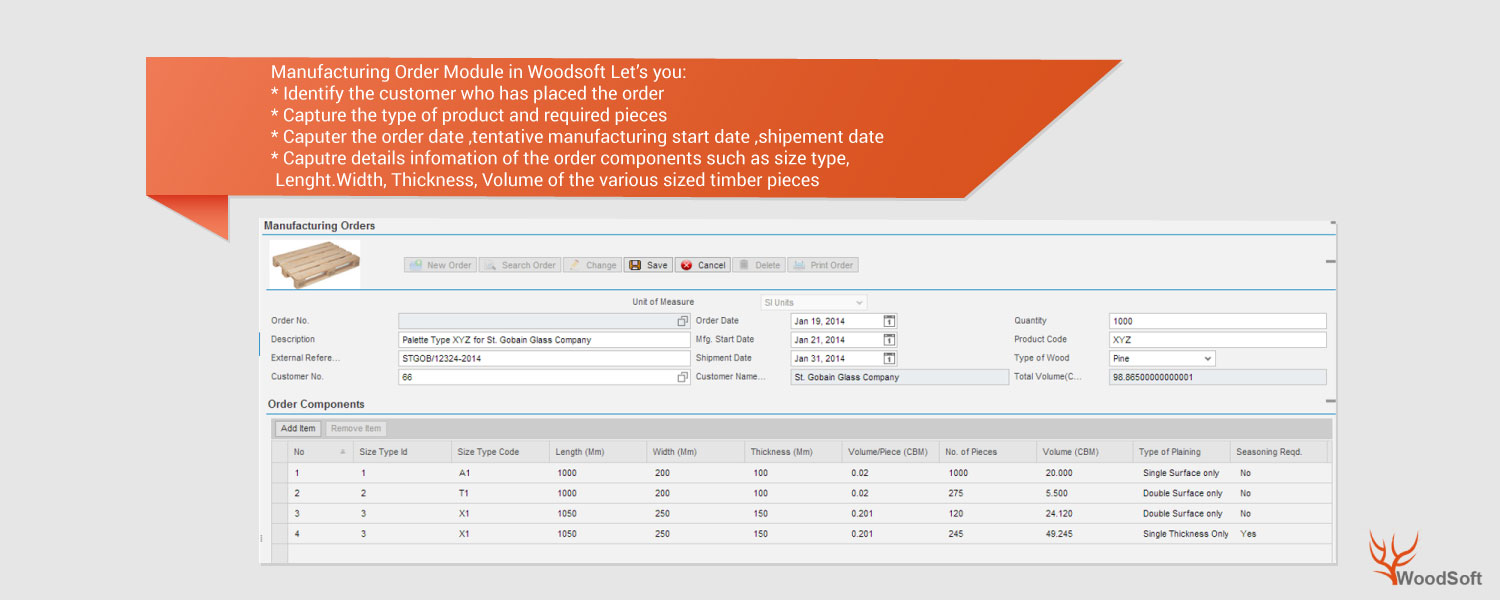 Manufacturing Order Module in Woodsoft Let's you:
* Identify the customer who has placed the order
* Capture the type of product and required pieces
* Caputer the order date ,tentative manufacturing start date ,shipement date
* Caputre details infomation of the order components such as size type,
Lenght.Width, Thickness, Volume of the various sized timber pieces
Manufacturing Orders
New Order Search Order Change Save Cancel Delete Print Order
Unit of Measure SI Units
Order No. Order Date Jan 19, 2014 Quantity 1000
Description Palette Type XYZ for St. Gobain Glass Company Mfg. Start Date Jan 21, 2014 Product Code XYZ
External Refere... STGOB/12324-2014 Shipment Date Jan 31, 2014 Type of Wood Pine
Customer No. 66 Customer Name... St. Gobain Glass Company Total Volume(C... 98.86500000000001
Order Components
Add Item Remove Item
No Size Type Id Size Type Code Length (Mm) Width (Mm) Thickness (Mm) Volume/Piece (CBM) No. of Pieces Volume (CBM) Type of Plaining Seasoning Reqd.
1 1 A1 1000 200 100 0.02 1000 20.000 Single Surface only No
2 2 T1 1000 200 100 0.02 275 5.500 Double Surface only No
3 3 X1 1050 250 150 0.201 120 24.120 Double Surface only No
4 3 X1 1050 250 150 0.201 245 49.245 Single Thickness Only Yes
WoodSoft